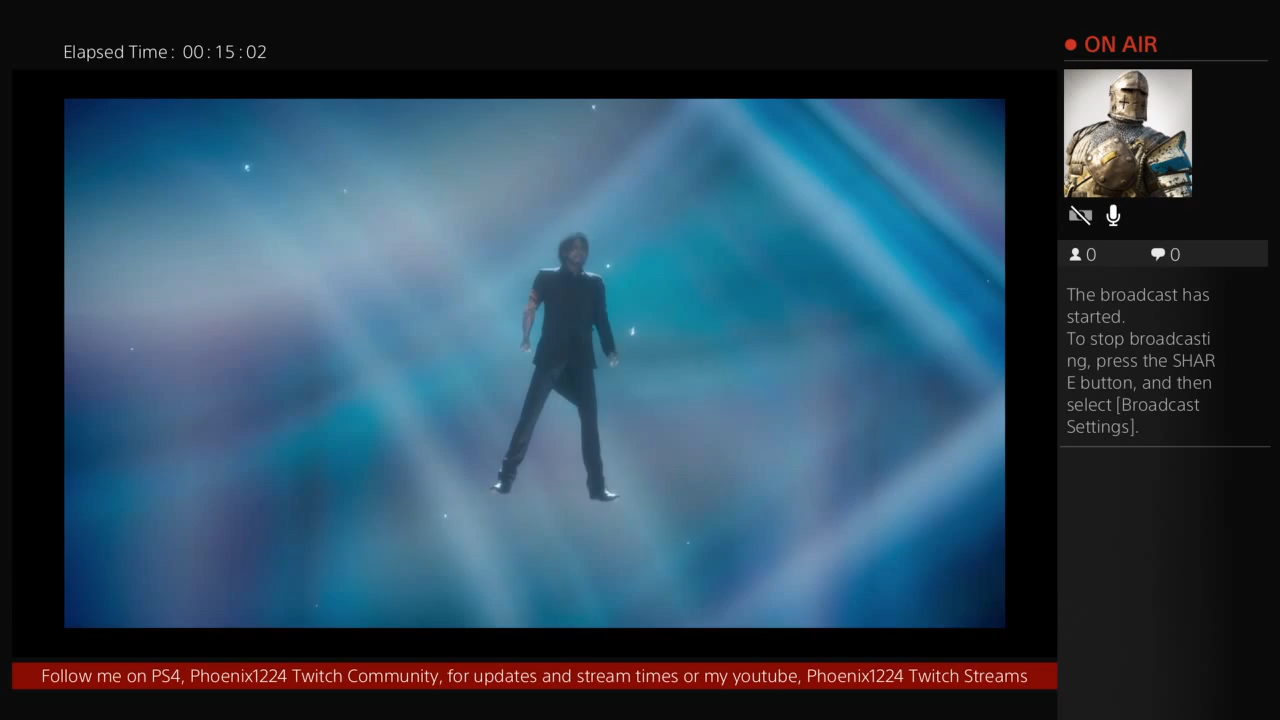 Elapsed Time: 00:15:02
ON AIR
0 0
The broadcast has
started.
To stop broadcasti
ng, press the SHAR
E button, and then
select [Broadcast
Settings].
Follow me on PS4, Phoenix1224 Twitch Community, for updates and stream times or my youtube, Phoenix1224 Twitch Streams